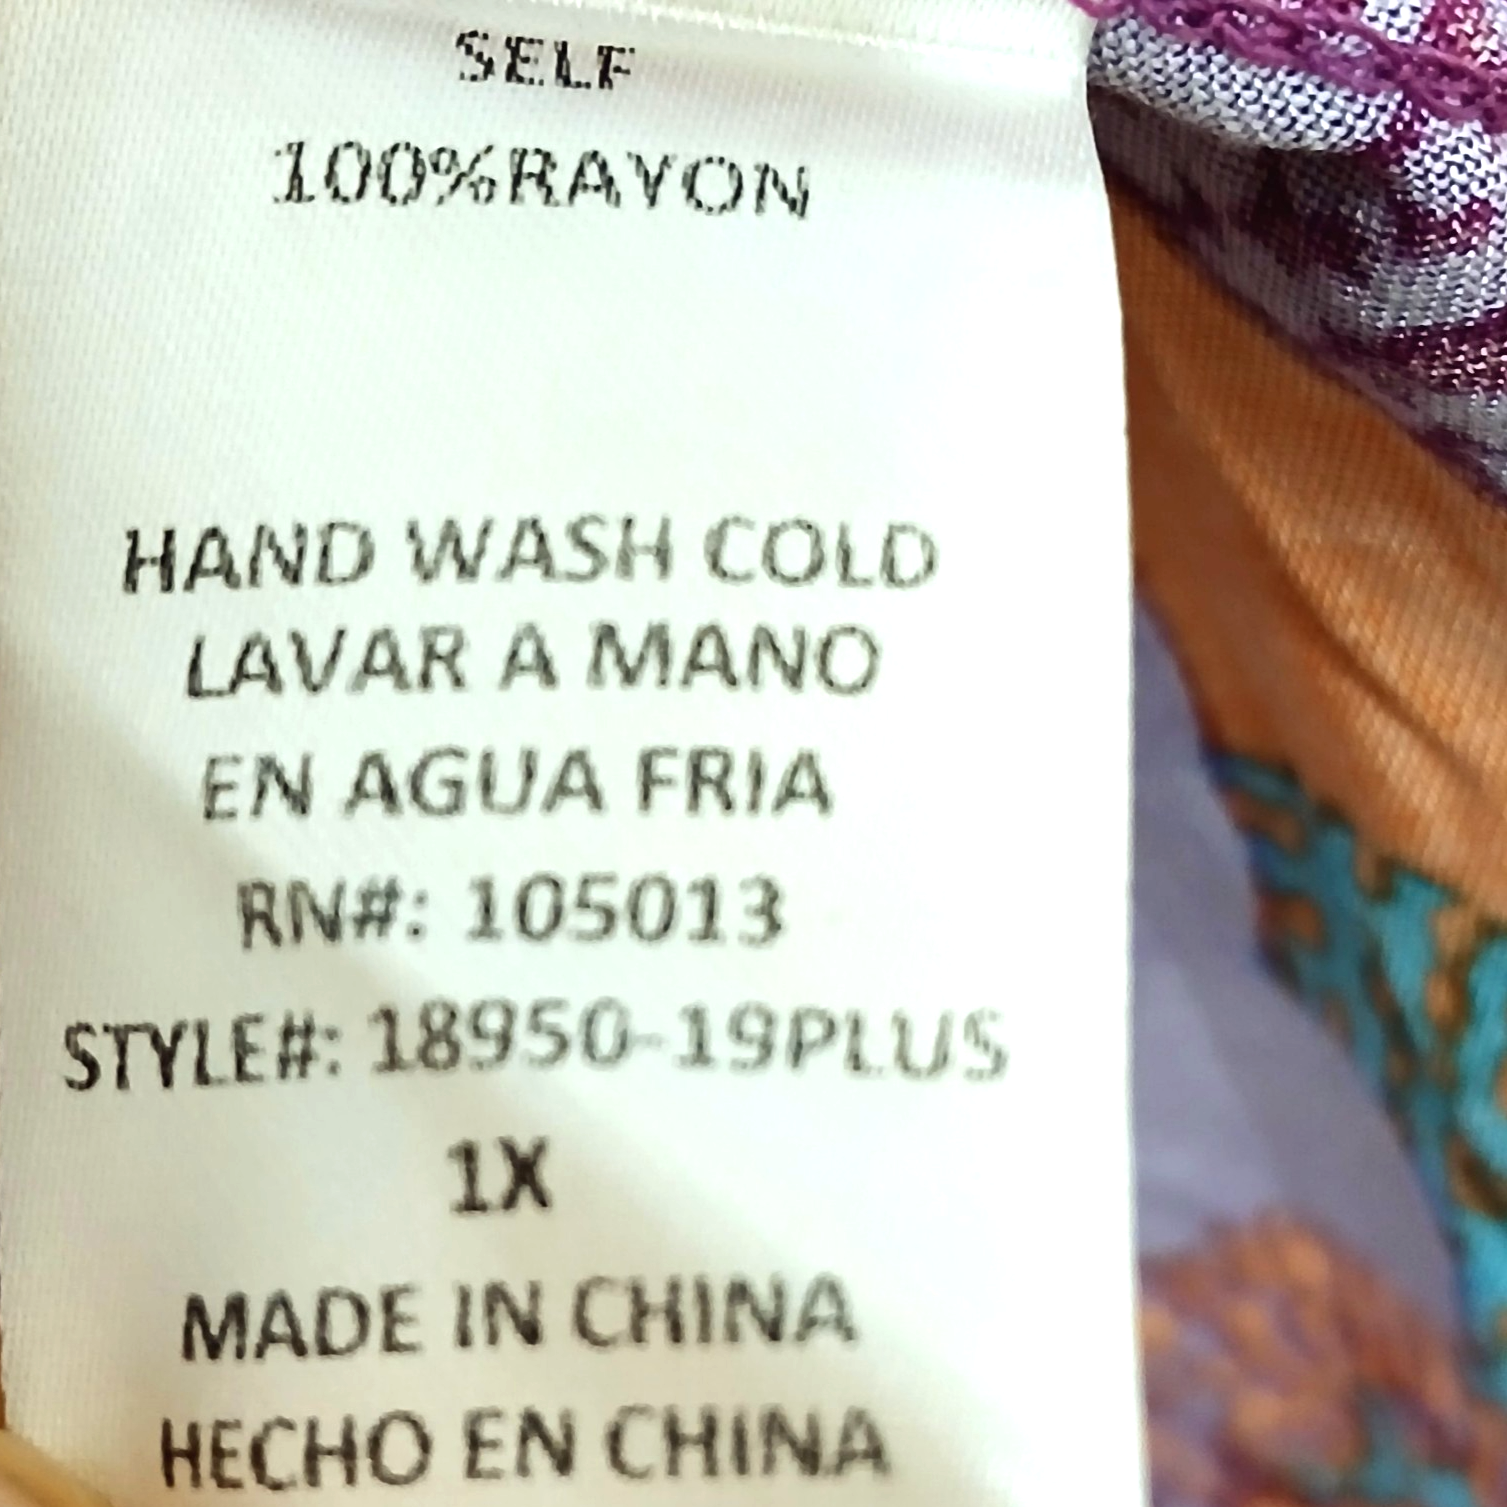 SELF
100%RAYON
HAND WASH COLD
LAVAR A MANO
EN AGUA FRIA
RN#: 105013
STYLE#: 18950-19PLUS
1X
MADE IN CHINA
HECHO EN CHINA